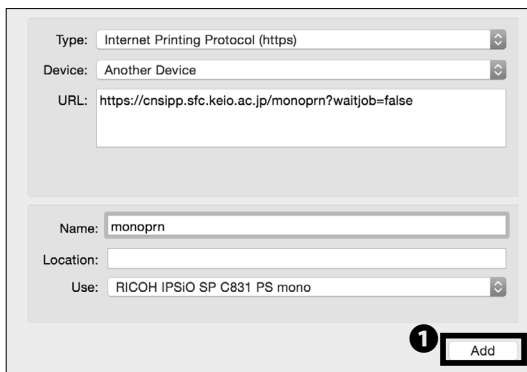 Type: Internet Printing Protocol (https)
Device: Another Device
URL: https://cnsipp.sfc.keio.ac.jp/monoprn?waitjob=false
Name: monoprn
Location:
Use: RICOH IPSiO SP C831 PS mono
❶ Add